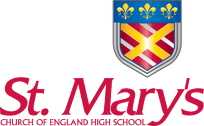 St. Mary's
CHURCH OF ENGLAND HIGH SCHOOL